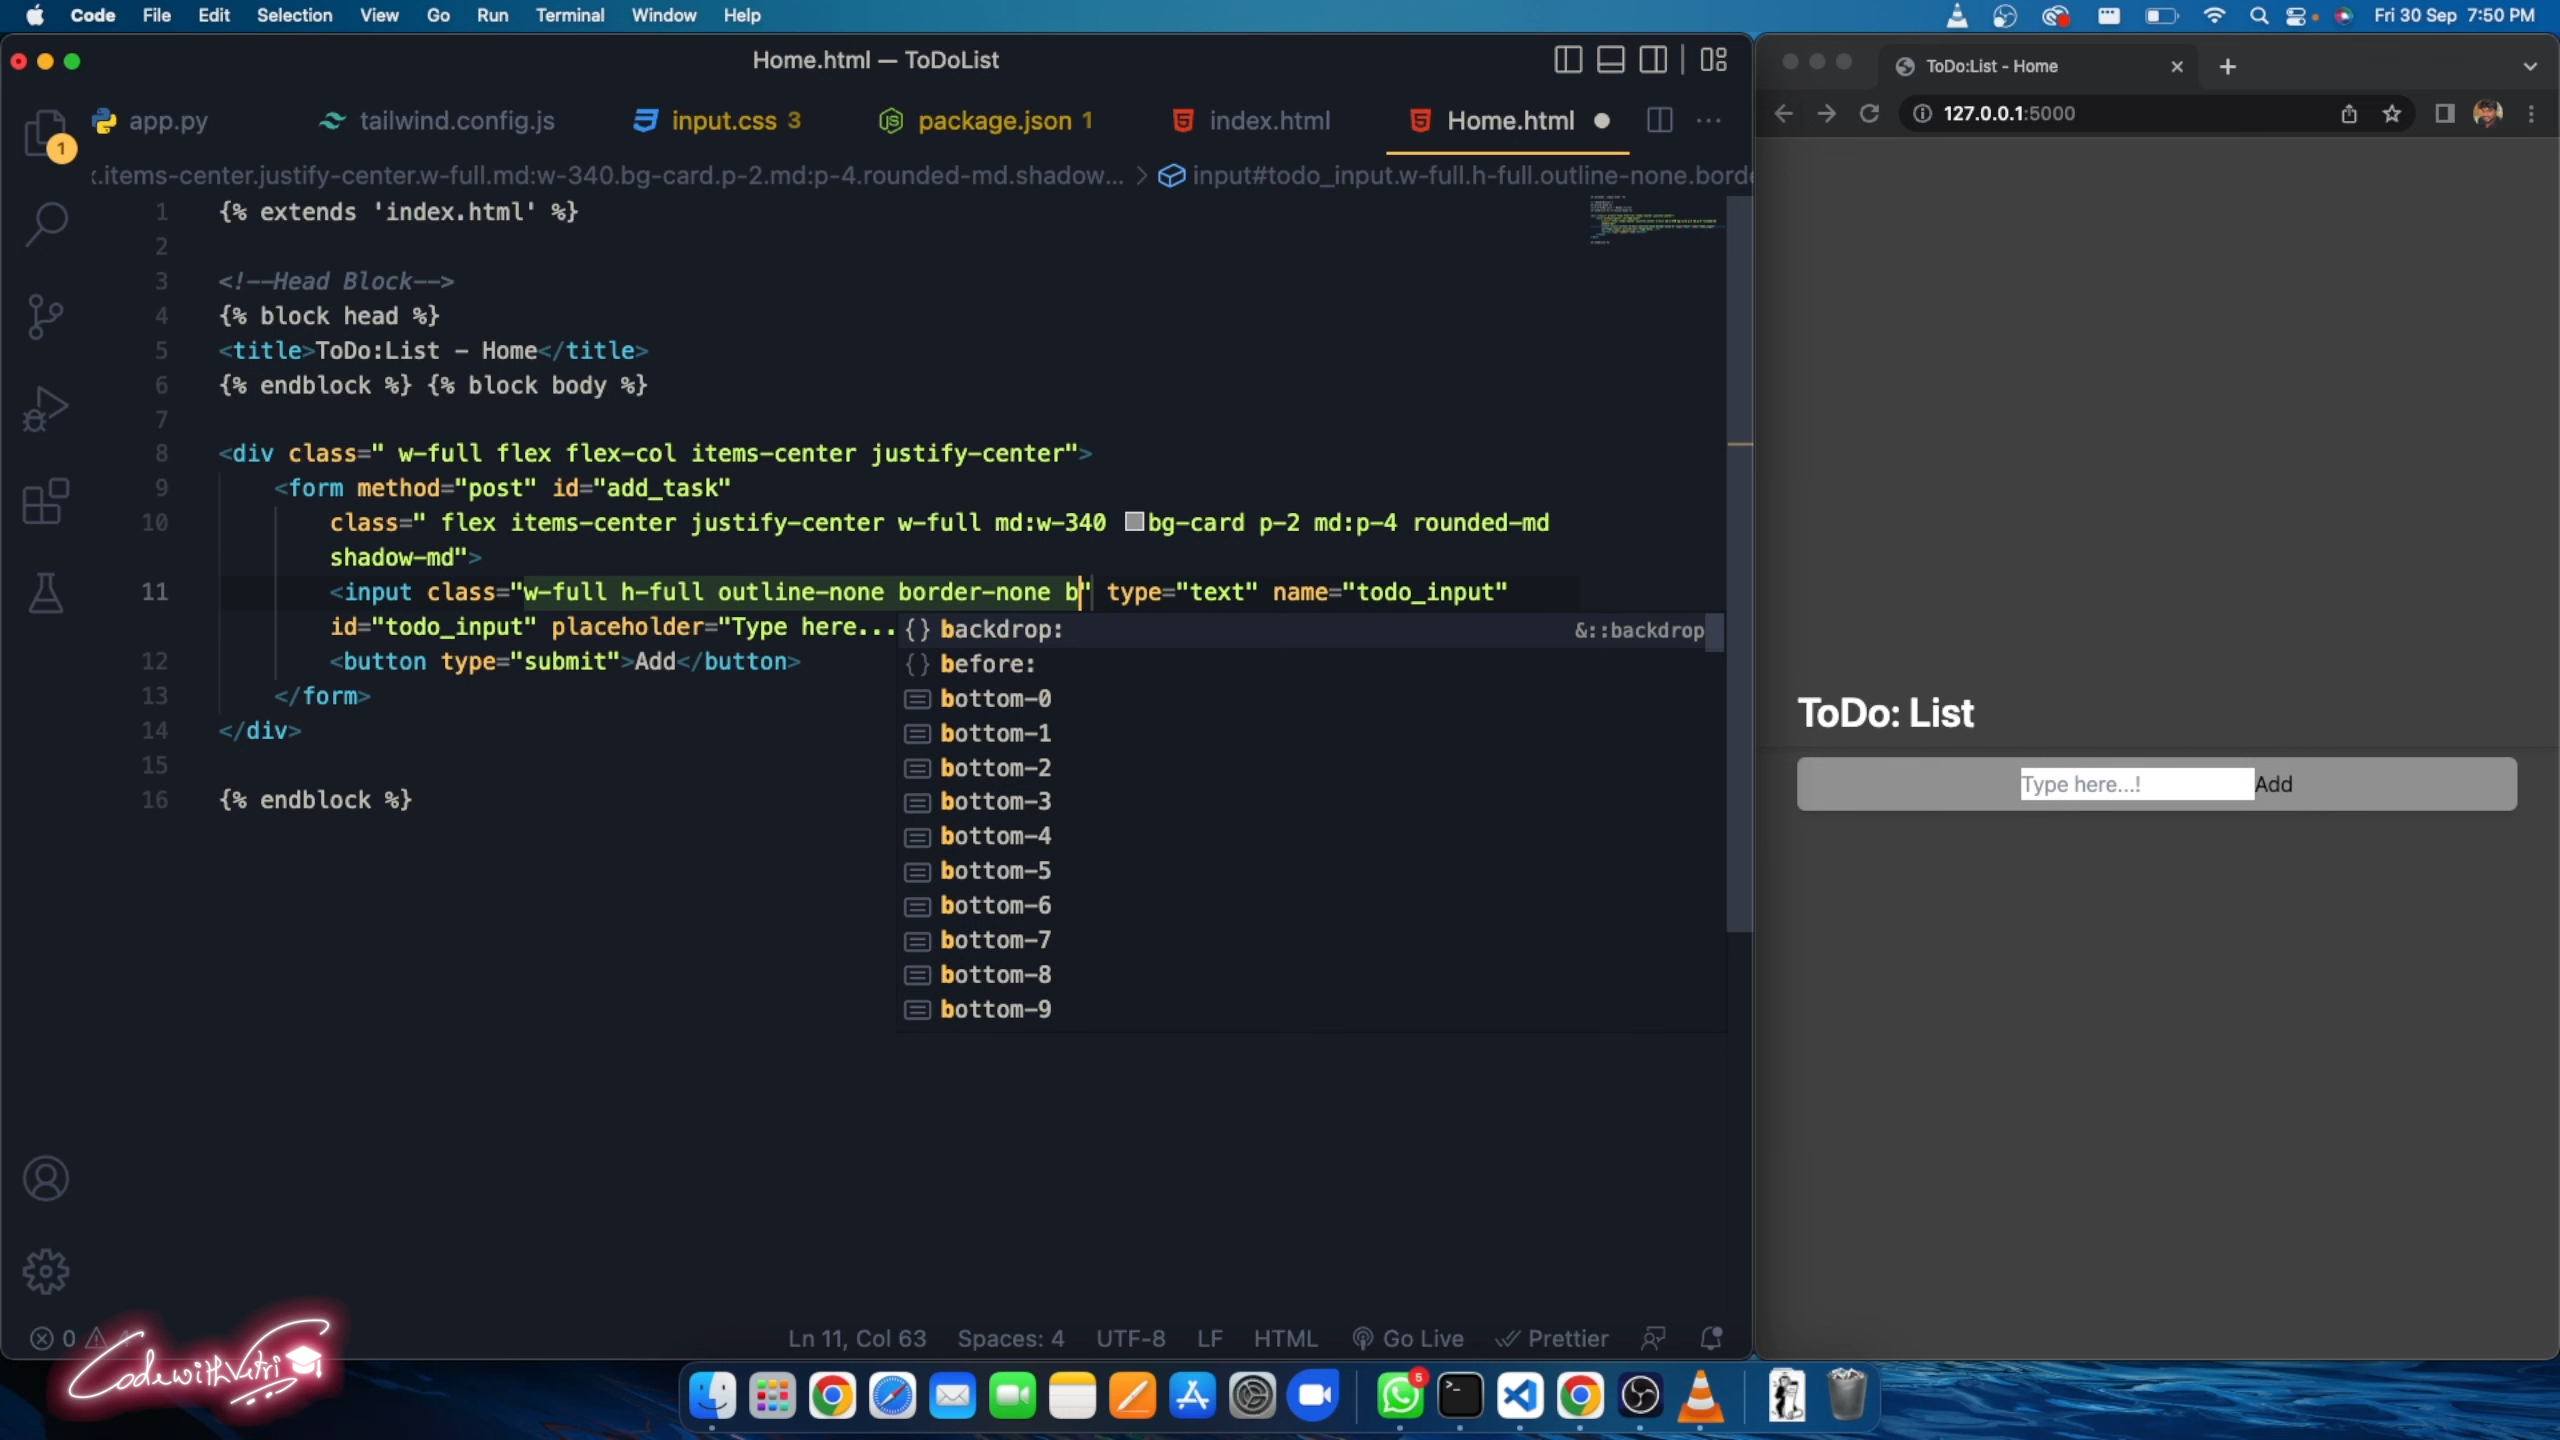 Code File Edit Selection View Go Run Terminal Window Help
Fri 30 Sep 7:50 PM
Home.html — ToDoList
app.py tailwind.config.js input.css 3 package.json 1 index.html Home.html
1
.items-center.justify-center.w-full.md:w-340.bg-card.p-2.md:p-4.rounded-md.shadow... input#todo_input.w-full.h-full.outline-none.borde
1 {% extends 'index.html' %}
2
3 <!--Head Block-->
4 {% block head %}
5 <title>ToDo:List - Home</title>
6 {% endblock %} {% block body %}
7
8 <div class=" w-full flex flex-col items-center justify-center">
9 <form method="post" id="add_task"
10 class=" flex items-center justify-center w-full md:w-340 bg-card p-2 md:p-4 rounded-md
shadow-md">
11 <input class="w-full h-full outline-none border-none b" type="text" name="todo_input"
id="todo_input" placeholder="Type here...
12 <button type="submit">Add</button>
13 </form>
14 </div>
15
16 {% endblock %}
{} backdrop: &::backdrop
{} before:
bottom-0
bottom-1
bottom-2
bottom-3
bottom-4
bottom-5
bottom-6
bottom-7
bottom-8
bottom-9
0
Ln 11, Col 63 Spaces: 4 UTF-8 LF HTML Go Live Prettier
CodewithVetri
ToDo:List - Home
127.0.0.1:5000
ToDo: List
Type here...! Add
5